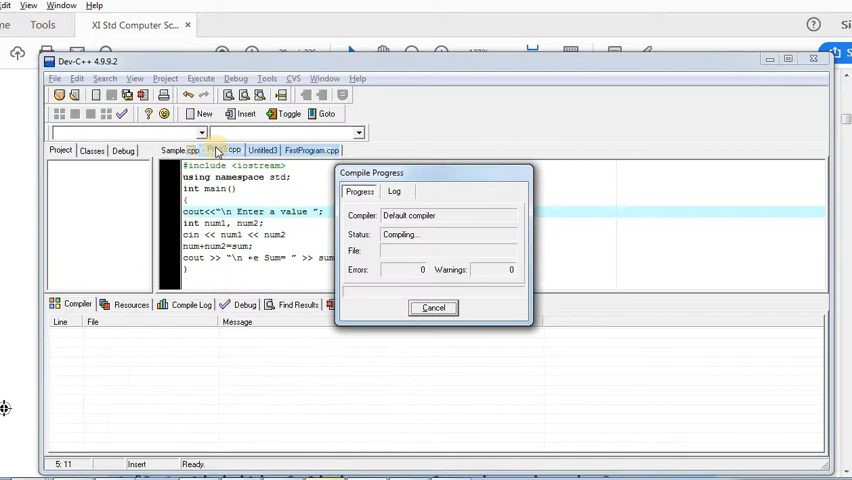 it View Window Help
me Tools XI Std Computer Sc... ×
Dev-C++ 4.9.9.2
File Edit Search View Project Execute Debug Tools CVS Window Help
New Insert Toggle Goto
Project Classes Debug Sample.cpp Untitled3 FirstProgram.cpp
#include <iostream>
using namespace std;
int main()
{
cout<<"\n Enter a value ";
int num1, num2;
cin << num1 << num2
num+num2=sum;
cout >> "\n +e Sum= " >> sum
}
Compile Progress
Progress Log
Compiler: Default compiler
Status: Compiling...
File:
Errors: 0 Warnings: 0
Cancel
Compiler Resources Compile Log Debug Find Results
Line File Message
5: 11 Insert Ready.